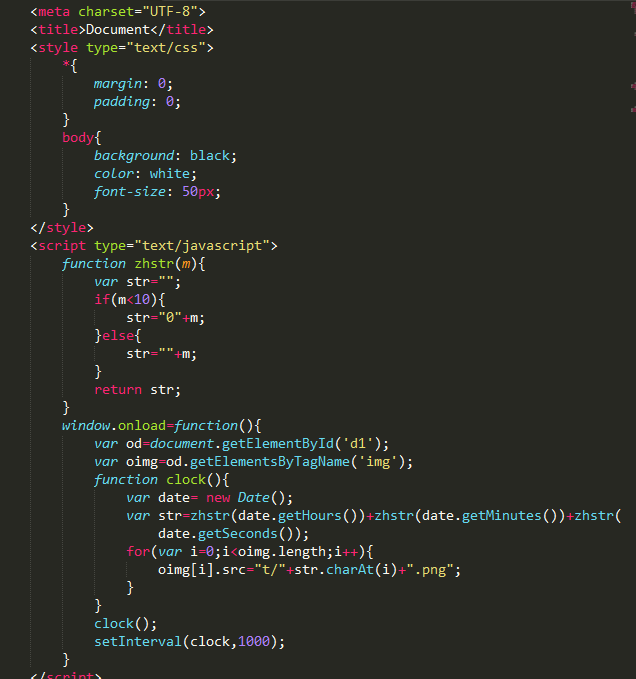 <meta charset="UTF-8">
<title>Document</title>
<style type="text/css">
*{
margin: 0;
padding: 0;
}
body{
background: black;
color: white;
font-size: 50px;
}
</style>
<script type="text/javascript">
function zhstr(m){
var str="";
if(m<10){
str="0"+m;
}else{
str=""+m;
}
return str;
}
window.onload=function(){
var od=document.getElementById('d1');
var oimg=od.getElementsByTagName('img');
function clock(){
var date= new Date();
var str=zhstr(date.getHours())+zhstr(date.getMinutes())+zhstr(
date.getSeconds());
for(var i=0;i<oimg.length;i++){
oimg[i].src="t/"+str.charAt(i)+".png";
}
}
clock();
setInterval(clock,1000);
}
</script>